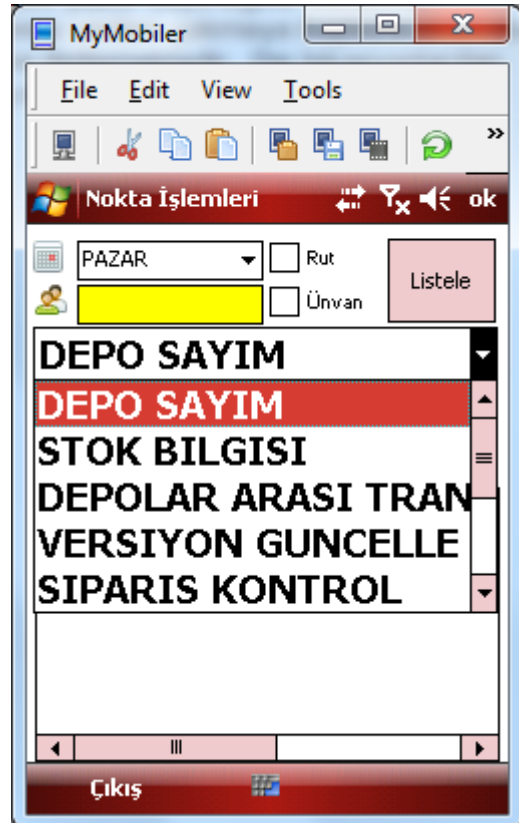 MyMobiler
File Edit View Tools
Nokta İşlemleri ok
PAZAR Rut
Listele
Ünvan
DEPO SAYIM
DEPO SAYIM
STOK BILGISI
DEPOLAR ARASI TRAN
VERSIYON GUNCELLE
SIPARIS KONTROL
Çıkış